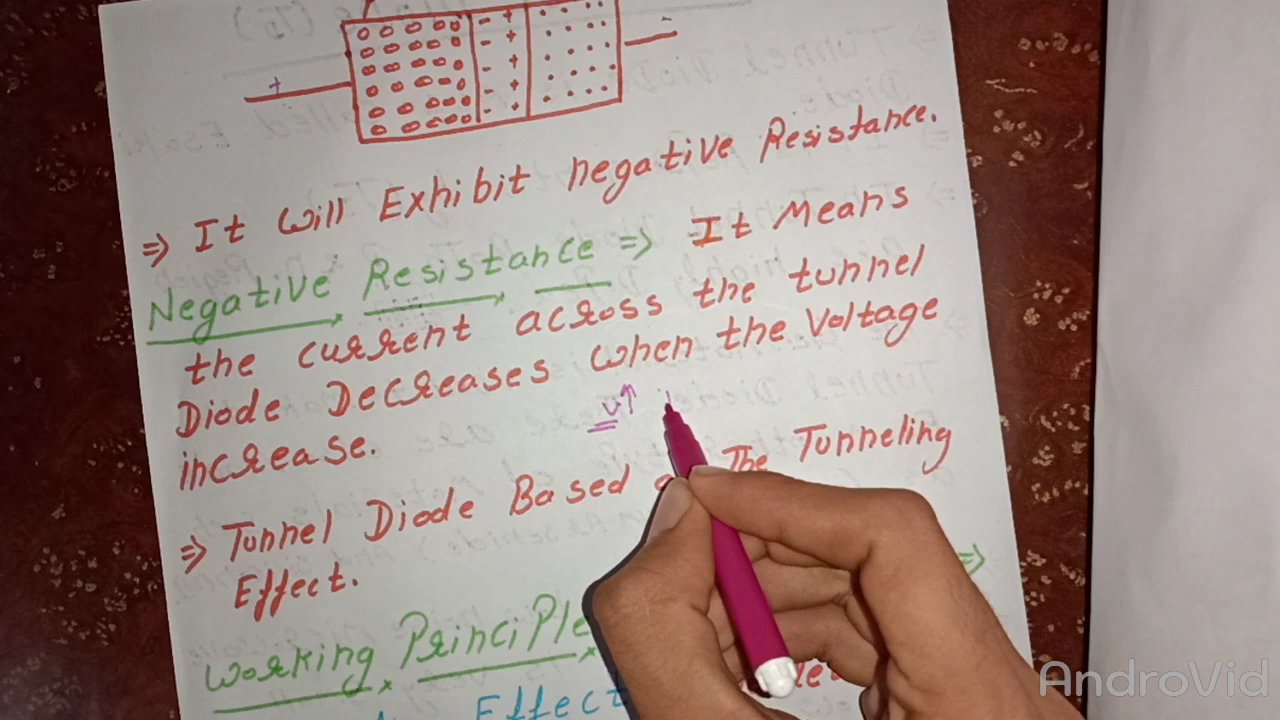 ⇒ It will Exhibit negative Resistance.
Negative Resistance ⇒ It Means
the current across the tunnel
Diode Decreases when the Voltage
increase.
V↑
⇒ Tunnel Diode Based The Tunneling
Effect.
Working Principle ⇒
Effect
AndroVid